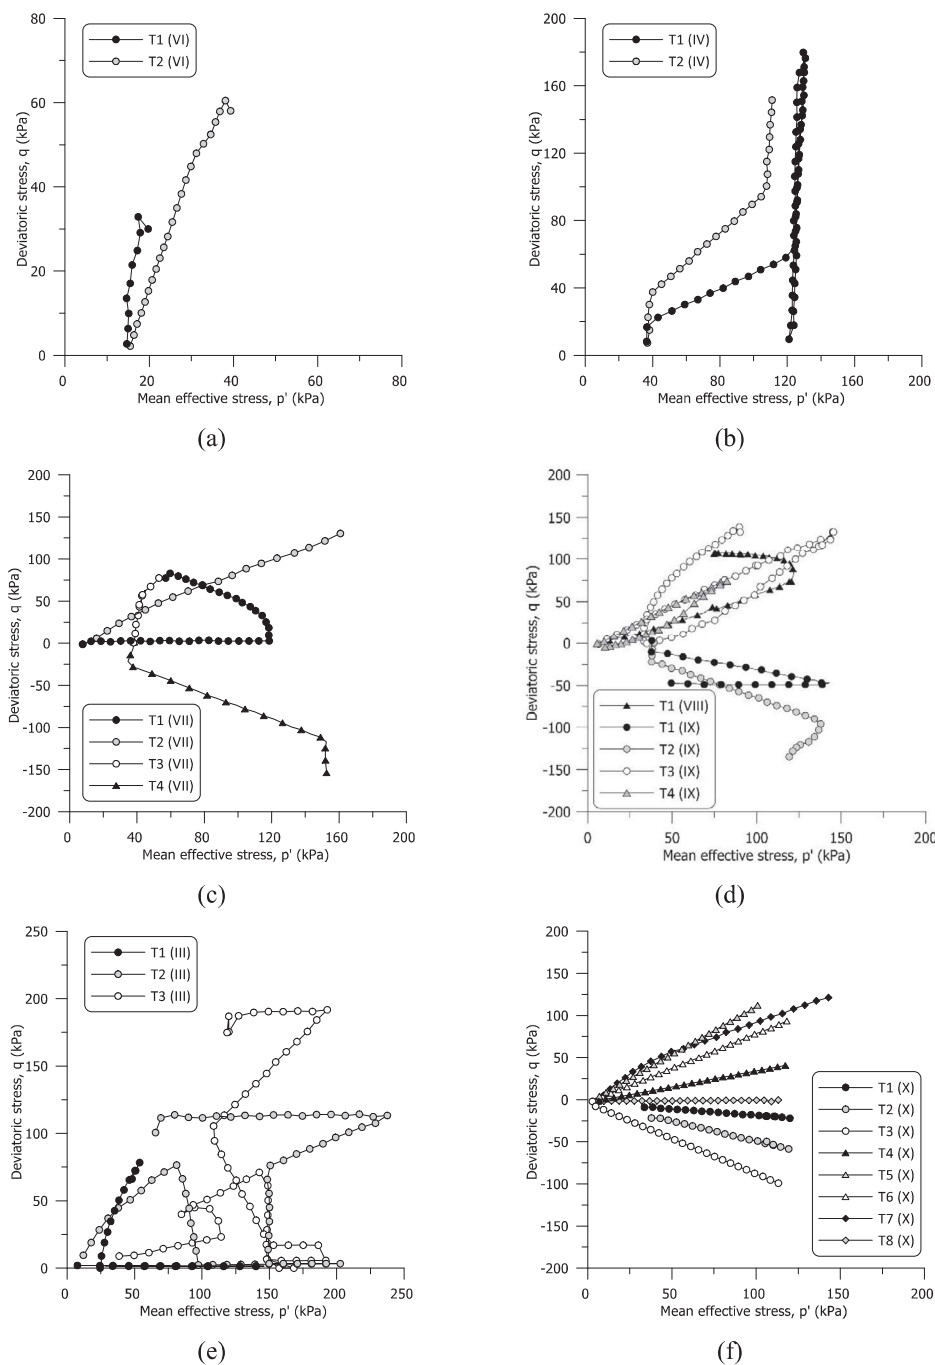 80
60
40
20
0
Deviatoric stress, q (kPa)
T1 (VI)
T2 (VI)
0 20 40 60 80
Mean effective stress, p' (kPa)
(a)
200
160
120
80
40
0
Deviatoric stress, q (kPa)
T1 (IV)
T2 (IV)
0 40 80 120 160 200
Mean effective stress, p' (kPa)
(b)
200
150
100
50
0
-50
-100
-150
-200
Deviatoric stress, q (kPa)
T1 (VII)
T2 (VII)
T3 (VII)
T4 (VII)
0 40 80 120 160 200
Mean effective stress, p' (kPa)
(c)
200
150
100
50
0
-50
-100
-150
-200
Deviatoric stress, q (kPa)
T1 (VIII)
T1 (IX)
T2 (IX)
T3 (IX)
T4 (IX)
0 50 100 150 200
Mean effective stress, p' (kPa)
(d)
250
200
150
100
50
0
Deviatoric stress, q (kPa)
T1 (III)
T2 (III)
T3 (III)
0 50 100 150 200 250
Mean effective stress, p' (kPa)
(e)
200
150
100
50
0
-50
-100
-150
-200
Deviatoric stress, q (kPa)
T1 (X)
T2 (X)
T3 (X)
T4 (X)
T5 (X)
T6 (X)
T7 (X)
T8 (X)
0 50 100 150 200
Mean effective stress, p' (kPa)
(f)